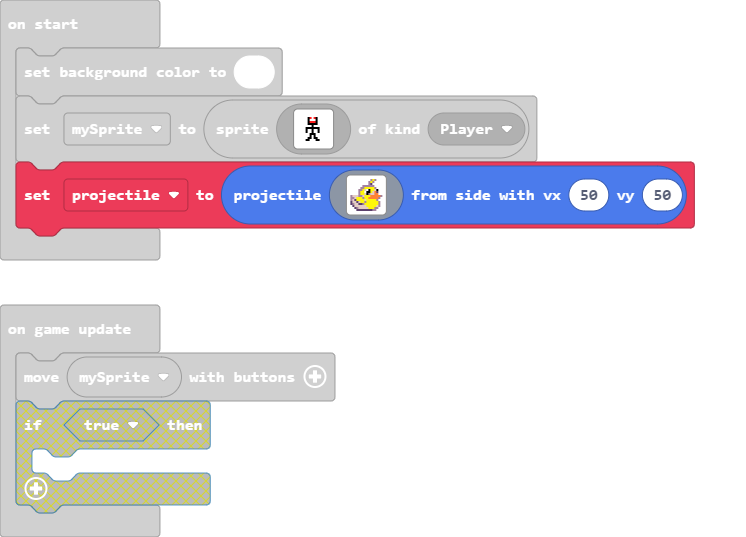 on start
set background color to
set mySprite to sprite of kind Player
set projectile to projectile from side with vx 50 vy 50
on game update
move mySprite with buttons
if true then